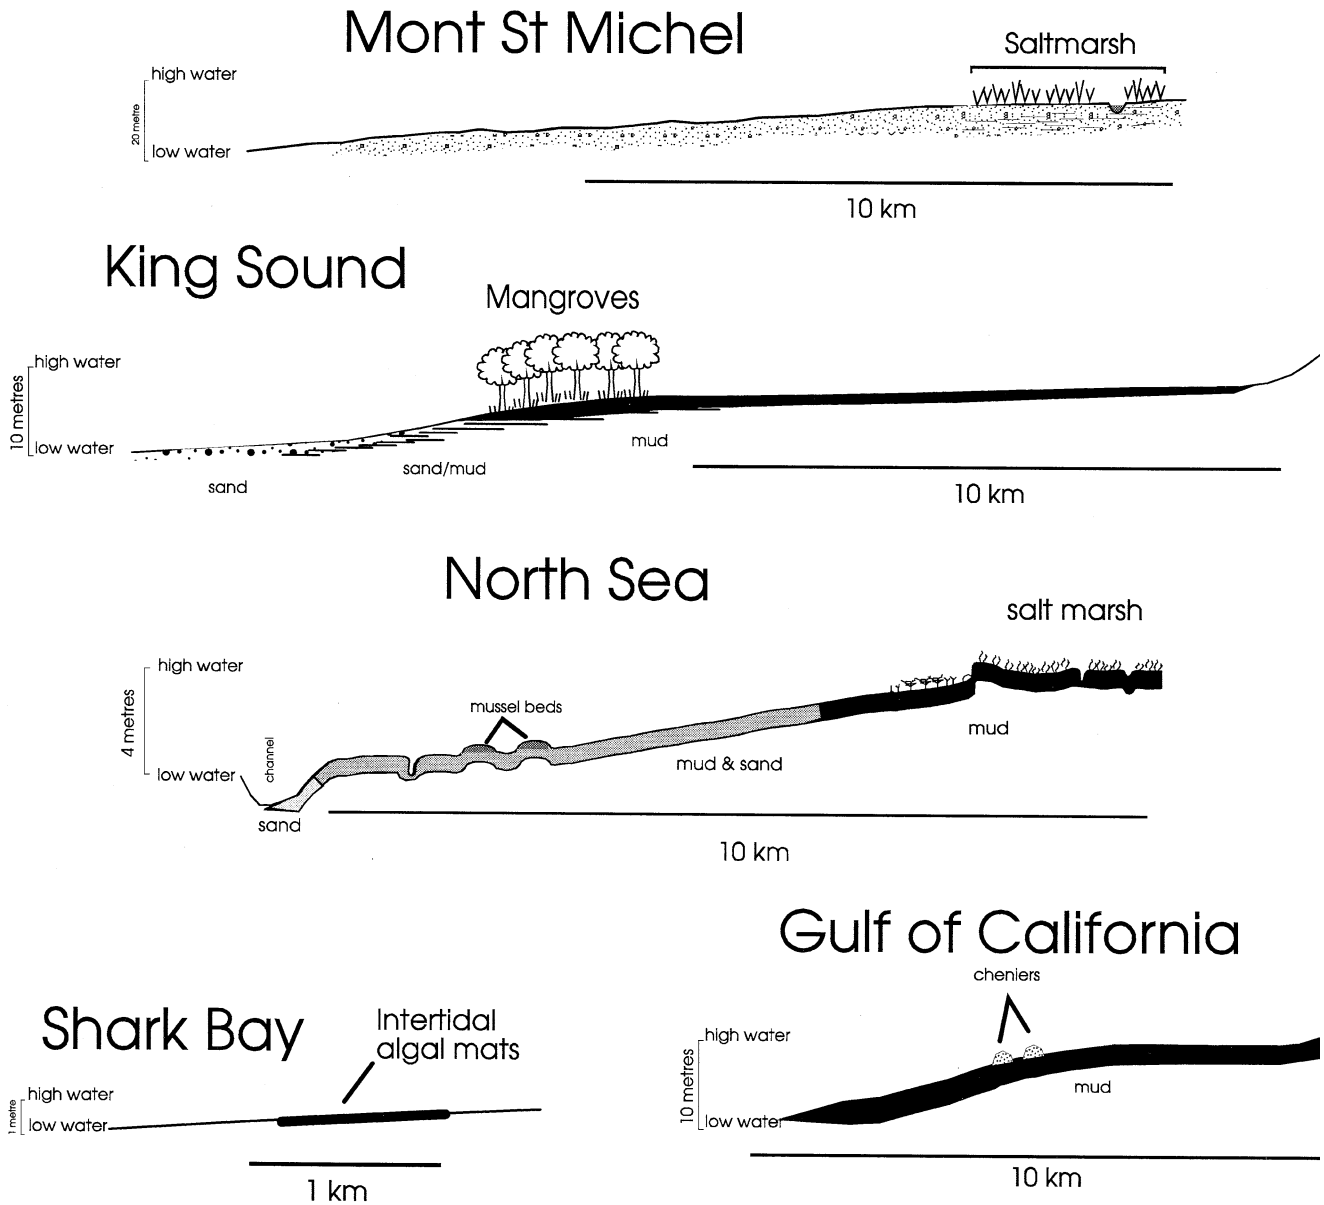 Mont St Michel
Saltmarsh
high water
20 metre
low water
10 km
King Sound
Mangroves
high water
10 metres
low water
mud
sand/mud
sand
10 km
North Sea
salt marsh
high water
4 metres
mussel beds
channel
low water
mud
mud & sand
sand
10 km
Gulf of California
cheniers
Shark Bay
Intertidal
algal mats
high water
10 metres
low water
mud
high water
1 metre
low water
10 km
1 km